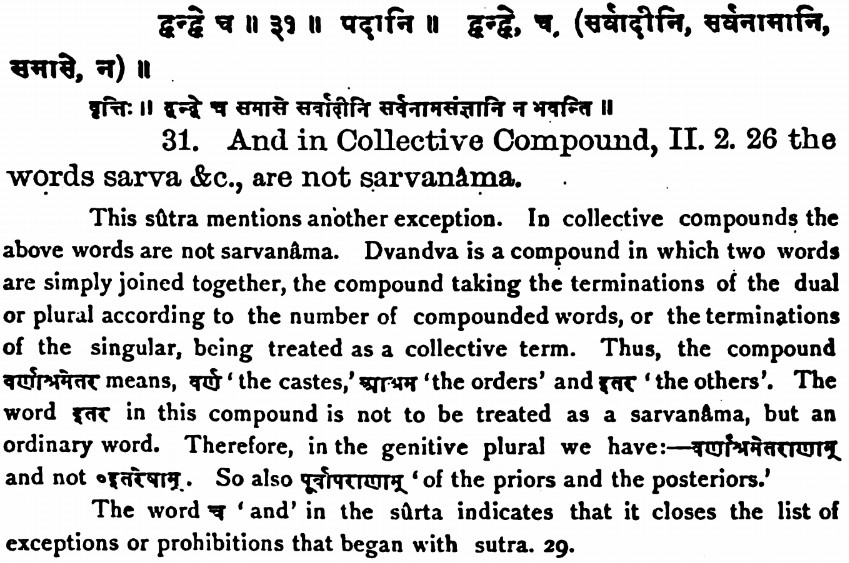 द्वन्द्वे च ॥ ३१ ॥ पदानि ॥ द्वन्द्वे, च, (सर्वादीनि, सर्वनामानि,
समासे, न) ॥
वृत्तिः ॥ द्वन्द्वे च समासे सर्वादीनि सर्वनामसंज्ञानि न भवन्ति ॥
31. And in Collective Compound, II. 2. 26 the
words sarva &c., are not sarvanâma.
This sûtra mentions another exception. In collective compounds the
above words are not sarvanâma. Dvandva is a compound in which two words
are simply joined together, the compound taking the terminations of the dual
or plural according to the number of compounded words, or the terminations
of the singular, being treated as a collective term. Thus, the compound
वर्णाश्रमेतर means, वर्ण 'the castes,' आश्रम 'the orders' and इतर 'the others'. The
word इतर in this compound is not to be treated as a sarvanâma, but an
ordinary word. Therefore, in the genitive plural we have:—वर्णाश्रमेतराणाम्
and not ०इतरेषाम्. So also पूर्वापराणाम् 'of the priors and the posteriors.'
The word च 'and' in the sûrta indicates that it closes the list of
exceptions or prohibitions that began with sutra. 29.